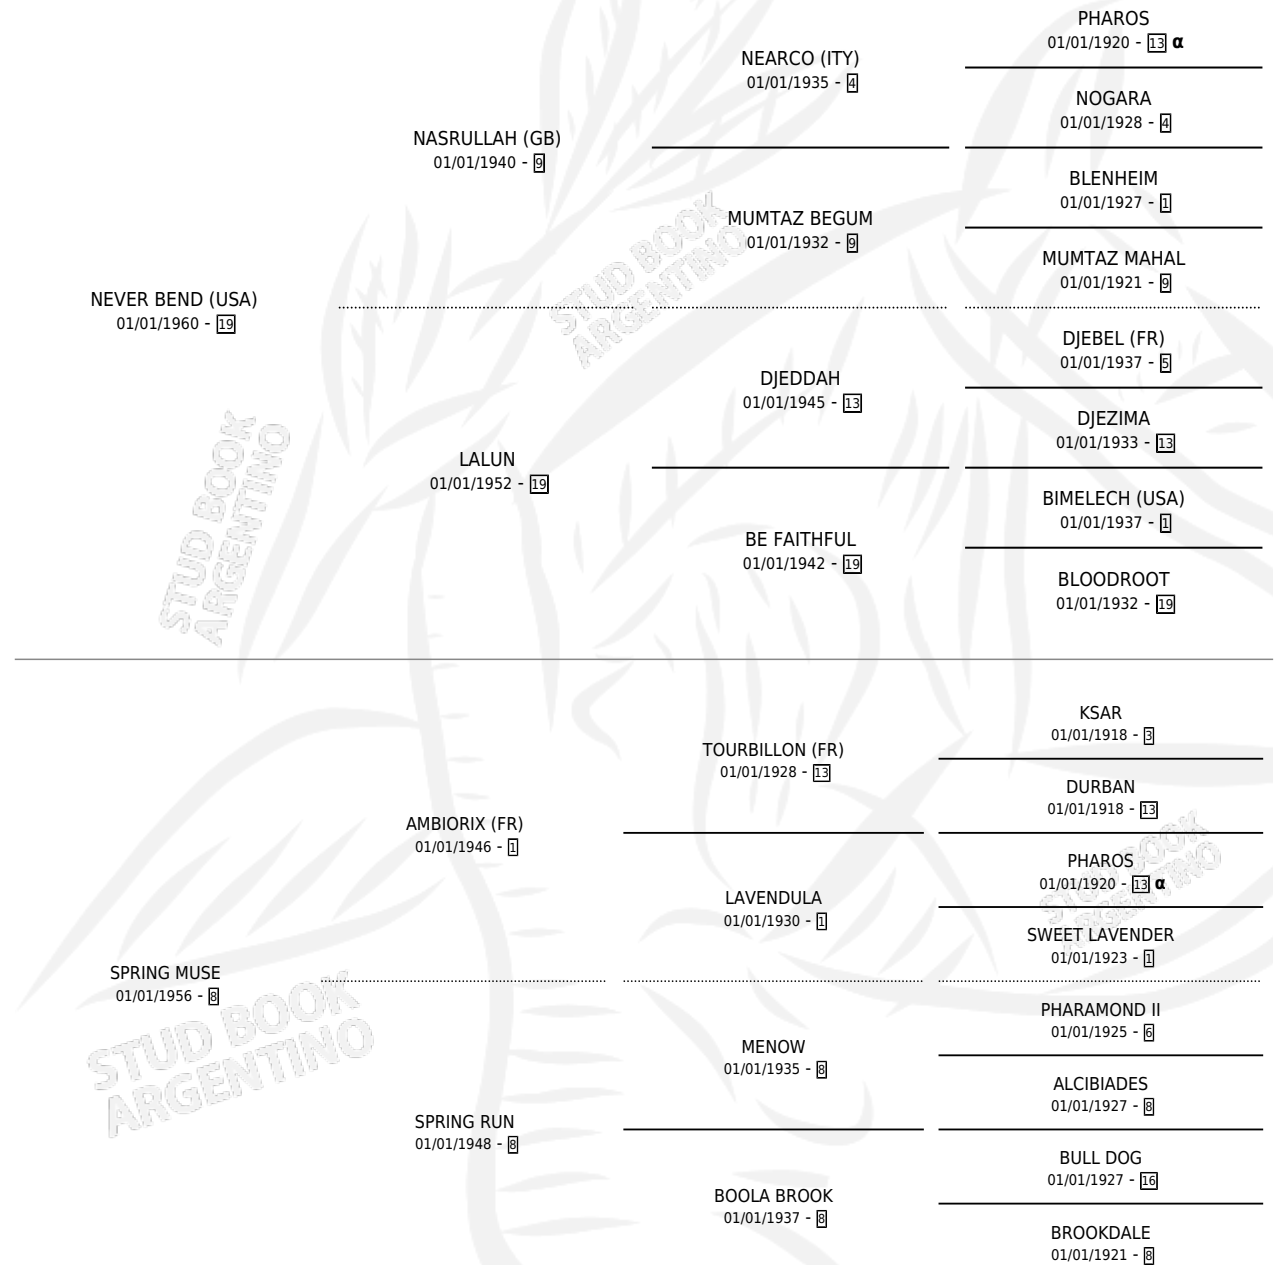 PHAROS
01/01/1920 - 13 α
NEARCO (ITY)
01/01/1935 - 4
NOGARA
01/01/1928 - 4
NASRULLAH (GB)
01/01/1940 - 9
BLENHEIM
01/01/1927 - 1
MUMTAZ BEGUM
01/01/1932 - 9
MUMTAZ MAHAL
01/01/1921 - 9
NEVER BEND (USA)
01/01/1960 - 19
DJEBEL (FR)
01/01/1937 - 5
DJEDDAH
01/01/1945 - 13
DJEZIMA
01/01/1933 - 13
LALUN
01/01/1952 - 19
BIMELECH (USA)
01/01/1937 - 1
BE FAITHFUL
01/01/1942 - 19
BLOODROOT
01/01/1932 - 19
KSAR
01/01/1918 - 3
TOURBILLON (FR)
01/01/1928 - 13
DURBAN
01/01/1918 - 13
AMBIORIX (FR)
01/01/1946 - 1
PHAROS
01/01/1920 - 13 α
LAVENDULA
01/01/1930 - 1
SWEET LAVENDER
01/01/1923 - 1
SPRING MUSE
01/01/1956 - 8
PHARAMOND II
01/01/1925 - 6
MENOW
01/01/1935 - 8
ALCIBIADES
01/01/1927 - 8
SPRING RUN
01/01/1948 - 8
BULL DOG
01/01/1927 - 16
BOOLA BROOK
01/01/1937 - 8
BROOKDALE
01/01/1921 - 8
STUD BOOK
ARGENTINO
STUD BOOK
ARGENTINO
STUD BOOK
ARGENTINO
STUD BOOK
ARGENTINO